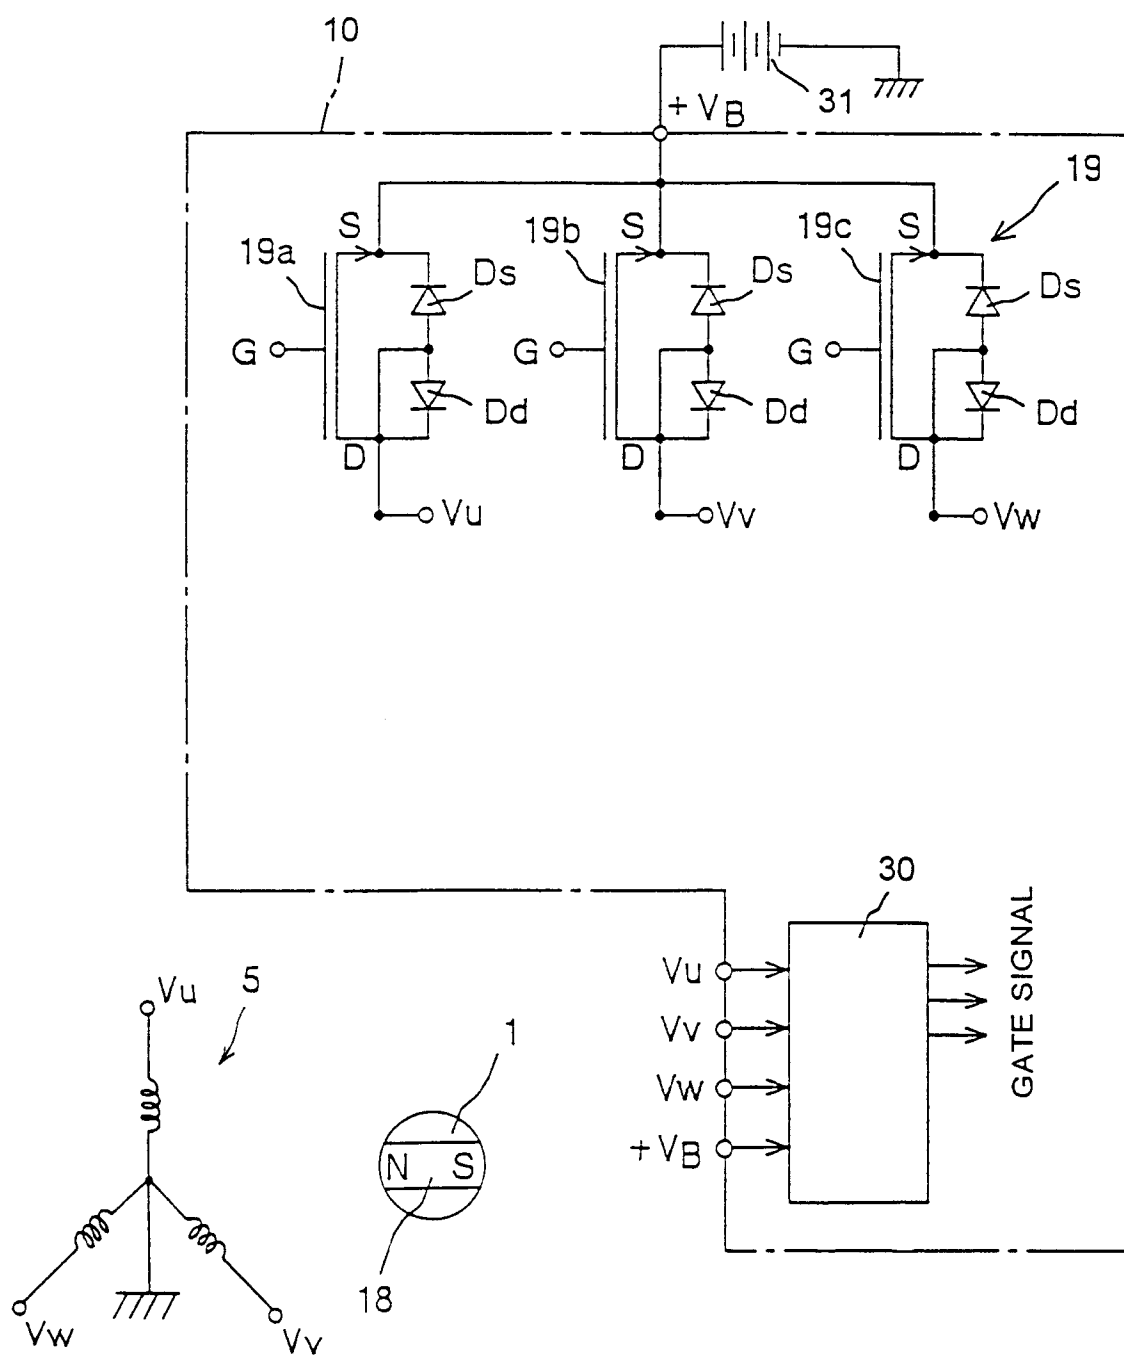 10
31
+VB
19
S
S
S
19a
19b
19c
Ds
Ds
Ds
G
G
G
Dd
Dd
Dd
D
D
D
Vu
Vv
Vw
30
GATE SIGNAL
Vu
Vv
Vw
+VB
5
Vu
Vw
Vv
1
N S
18